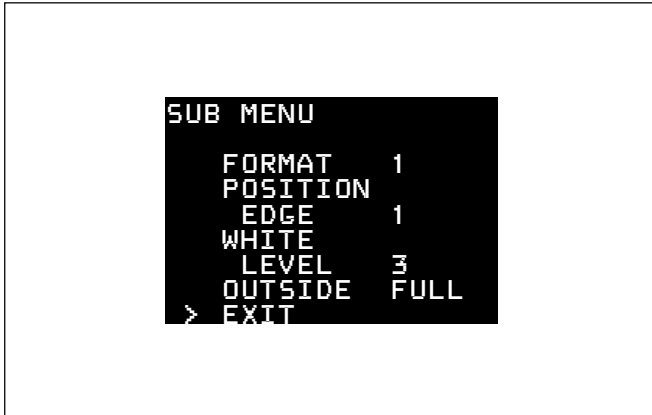 SUB MENU
FORMAT 1
POSITION
EDGE 1
WHITE
LEVEL 3
OUTSIDE FULL
> EXIT